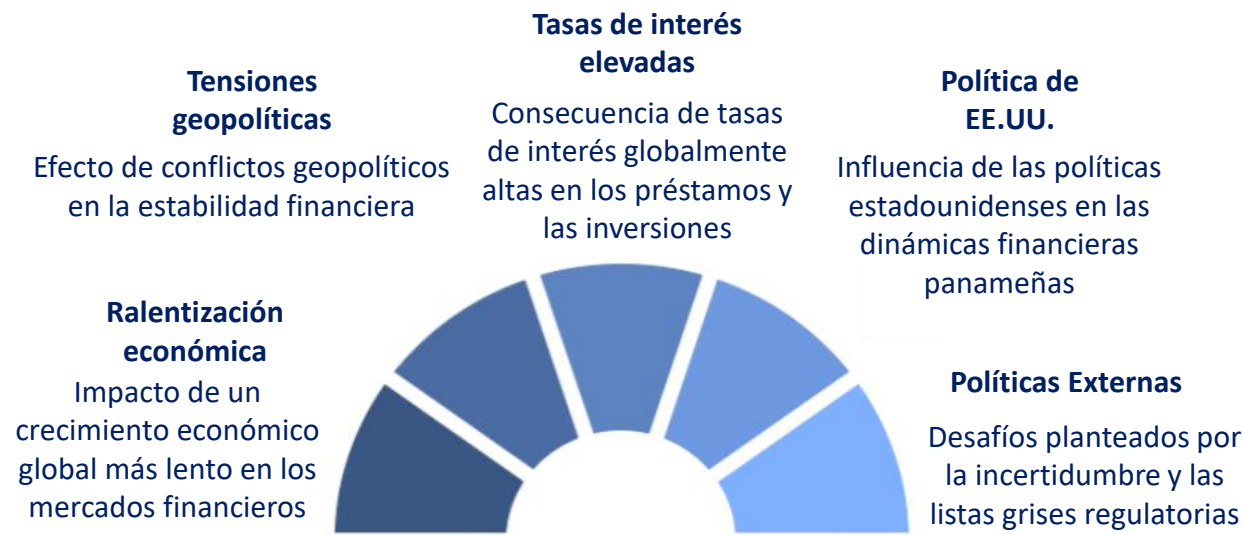 Tasas de interés
elevadas
Consecuencia de tasas
de interés globalmente
altas en los préstamos y
las inversiones
Tensiones
geopolíticas
Efecto de conflictos geopolíticos
en la estabilidad financiera
Política de
EE.UU.
Influencia de las políticas
estadounidenses en las
dinámicas financieras
panameñas
Ralentización
económica
Impacto de un
crecimiento económico
global más lento en los
mercados financieros
Políticas Externas
Desafíos planteados por
la incertidumbre y las
listas grises regulatorias